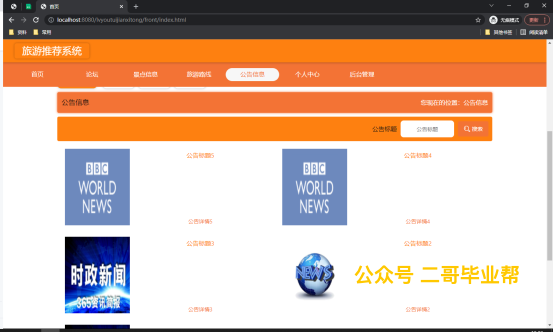 首页
无痕模式
更新
localhost:8080/lvyoutuijianxitong/front/index.html
资料
常用
其他书签
阅读清单
旅游推荐系统
首页
论坛
景点信息
旅游路线
公告信息
个人中心
后台管理
公告信息
您现在的位置：公告信息
公告标题
公告标题
搜索
BBC
WORLD
NEWS
公告标题5
公告详情5
BBC
WORLD
NEWS
公告标题4
公告详情4
时政新闻
365资讯简报
公告标题3
公告详情3
NEWS
公告标题2
公告详情2
公众号 二哥毕业帮